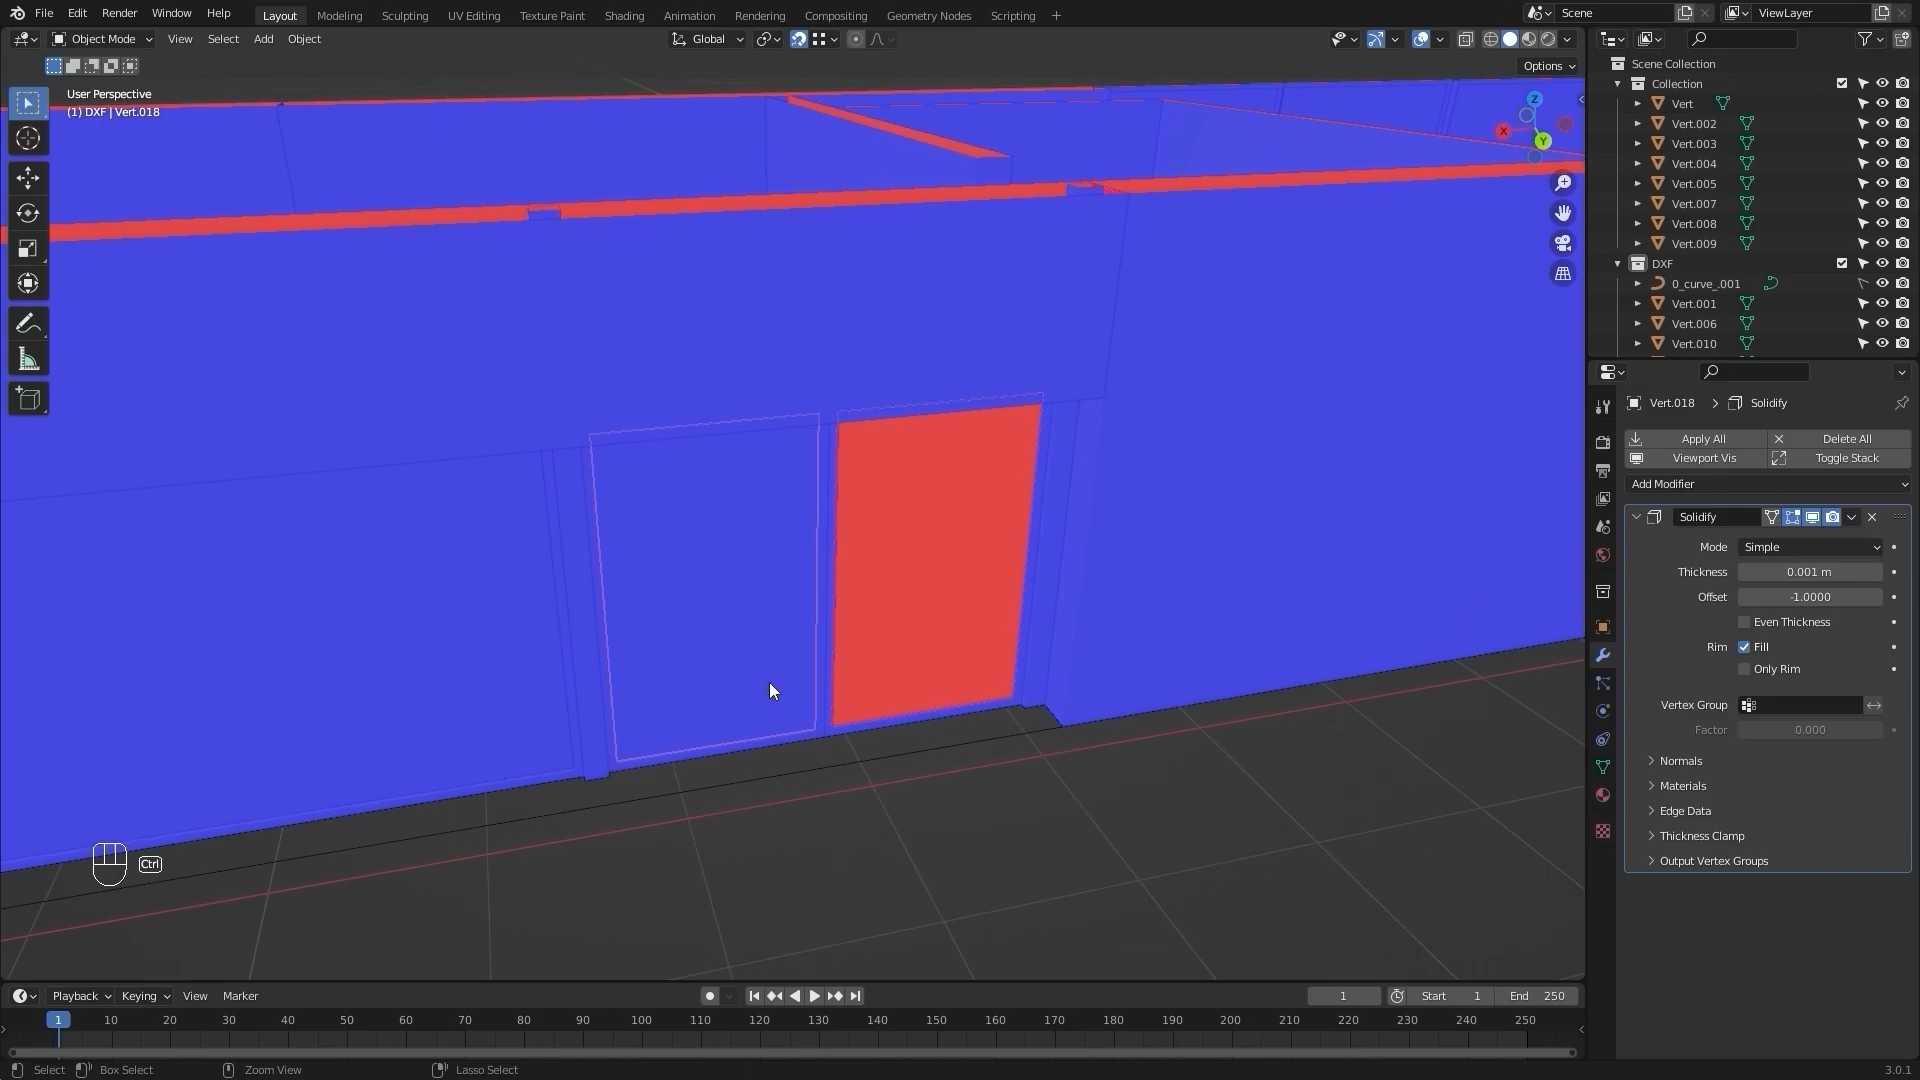 File Edit Render Window Help
Layout Modeling Sculpting UV Editing Texture Paint Shading Animation Rendering Compositing Geometry Nodes Scripting +
Scene
ViewLayer
Object Mode View Select Add Object
Global
Options
User Perspective
(1) DXF | Vert.018
Z
X
Y
Ctrl
Scene Collection
Collection
Vert
Vert.002
Vert.003
Vert.004
Vert.005
Vert.007
Vert.008
Vert.009
DXF
0_curve_.001
Vert.001
Vert.006
Vert.010
Vert.018 > Solidify
Apply All Delete All
Viewport Vis Toggle Stack
Add Modifier
Solidify
Mode Simple
Thickness 0.001 m
Offset -1.0000
Even Thickness
Rim Fill
Only Rim
Vertex Group
Factor 0.000
Normals
Materials
Edge Data
Thickness Clamp
Output Vertex Groups
Playback Keying View Marker
1 Start 1 End 250
1 10 20 30 40 50 60 70 80 90 100 110 120 130 140 150 160 170 180 190 200 210 220 230 240 250
Select Box Select Zoom View Lasso Select
3.0.1